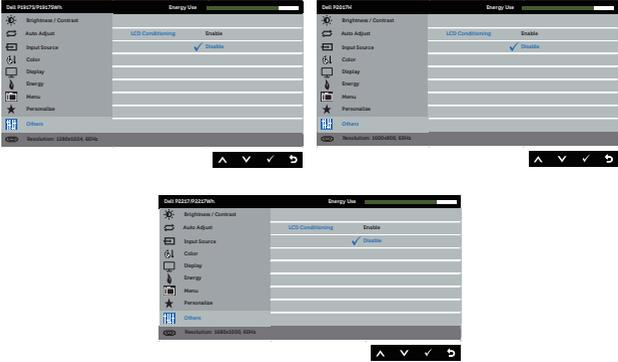 Dell P1917S/P1917SWh Energy Use
Brightness / Contrast
Auto Adjust LCD Conditioning Enable
Input Source Disable
Color
Display
Energy
Menu
Personalize
Others
Resolution: 1280x1024, 60Hz
Dell P2017H Energy Use
Brightness / Contrast
Auto Adjust LCD Conditioning Enable
Input Source Disable
Color
Display
Energy
Menu
Personalize
Others
Resolution: 1600x900, 60Hz
Dell P2217/P2217Wh Energy Use
Brightness / Contrast
Auto Adjust LCD Conditioning Enable
Input Source Disable
Color
Display
Energy
Menu
Personalize
Others
Resolution: 1680x1050, 60Hz